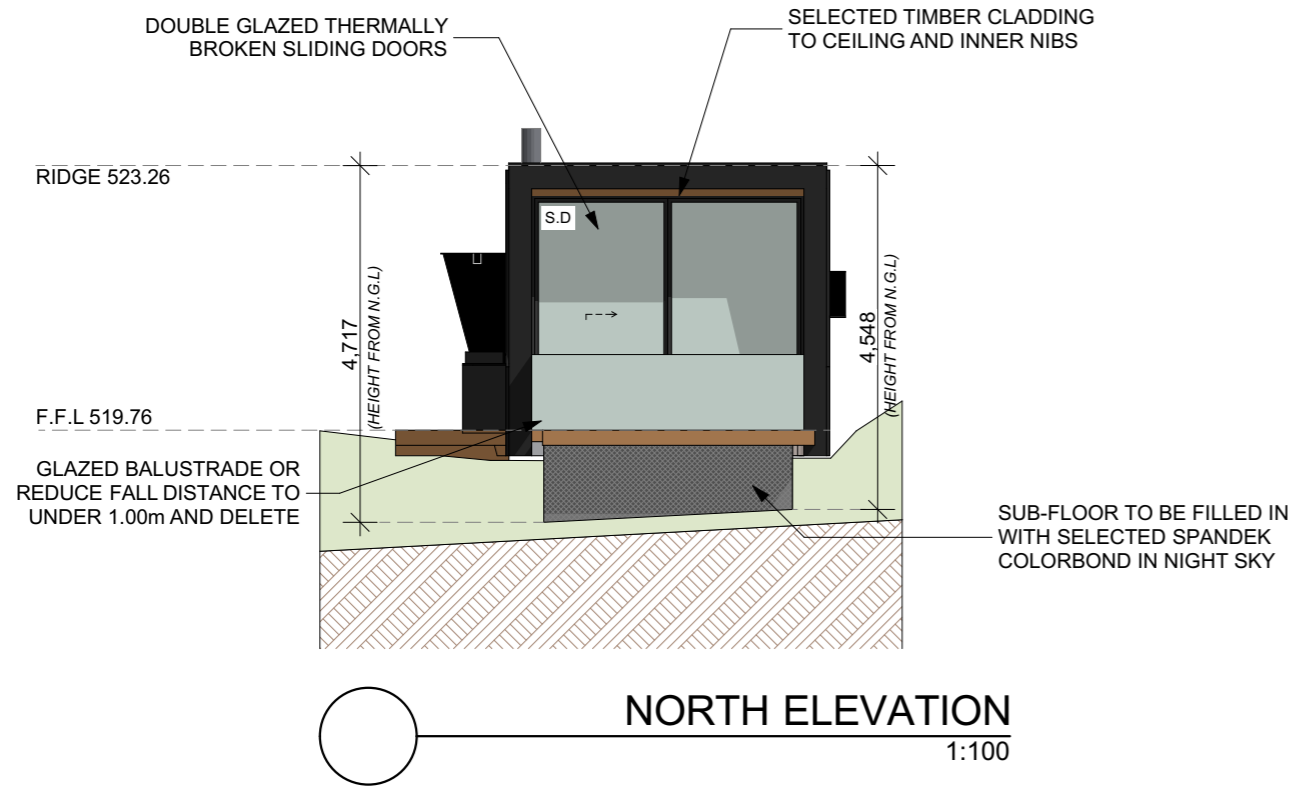 DOUBLE GLAZED THERMALLY
BROKEN SLIDING DOORS
SELECTED TIMBER CLADDING
TO CEILING AND INNER NIBS
RIDGE 523.26
S.D
4,717
(HEIGHT FROM N.G.L)
4,548
(HEIGHT FROM N.G.L)
F.F.L 519.76
GLAZED BALUSTRADE OR
REDUCE FALL DISTANCE TO
UNDER 1.00m AND DELETE
SUB-FLOOR TO BE FILLED IN
WITH SELECTED SPANDEK
COLORBOND IN NIGHT SKY
NORTH ELEVATION
1:100